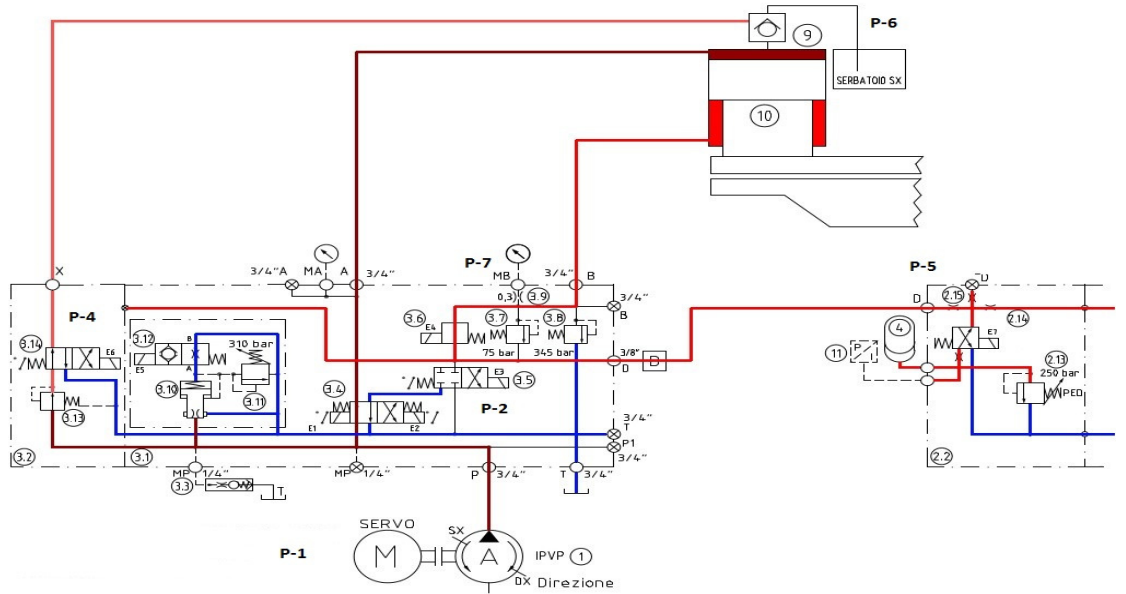 P-6
9
SERBATOIO SX
10
X
3/4"A
MA
A
3/4"
P-7
MB
3/4"
B
P-5
P-4
0,3
3.9
3/4"
B
D
D
2.15
3.14
E6
3.12
B
E5
A
310 bar
3.6
E4
3.7
3.8
75 bar
345 bar
3/8"
D
D
4
E7
2.14
11
P
3.10
3.11
3.4
E3
3.5
2.13
250 bar
PED
3.13
E1
E2
P-2
3/4"
T
P1
3/4"
3.2
3.1
MP
1/4"
MP
1/4"
P
3/4"
T
3/4"
2.2
3.3
T
SERVO
P-1
M
SX
A
IPVP
1
DX
Direzione